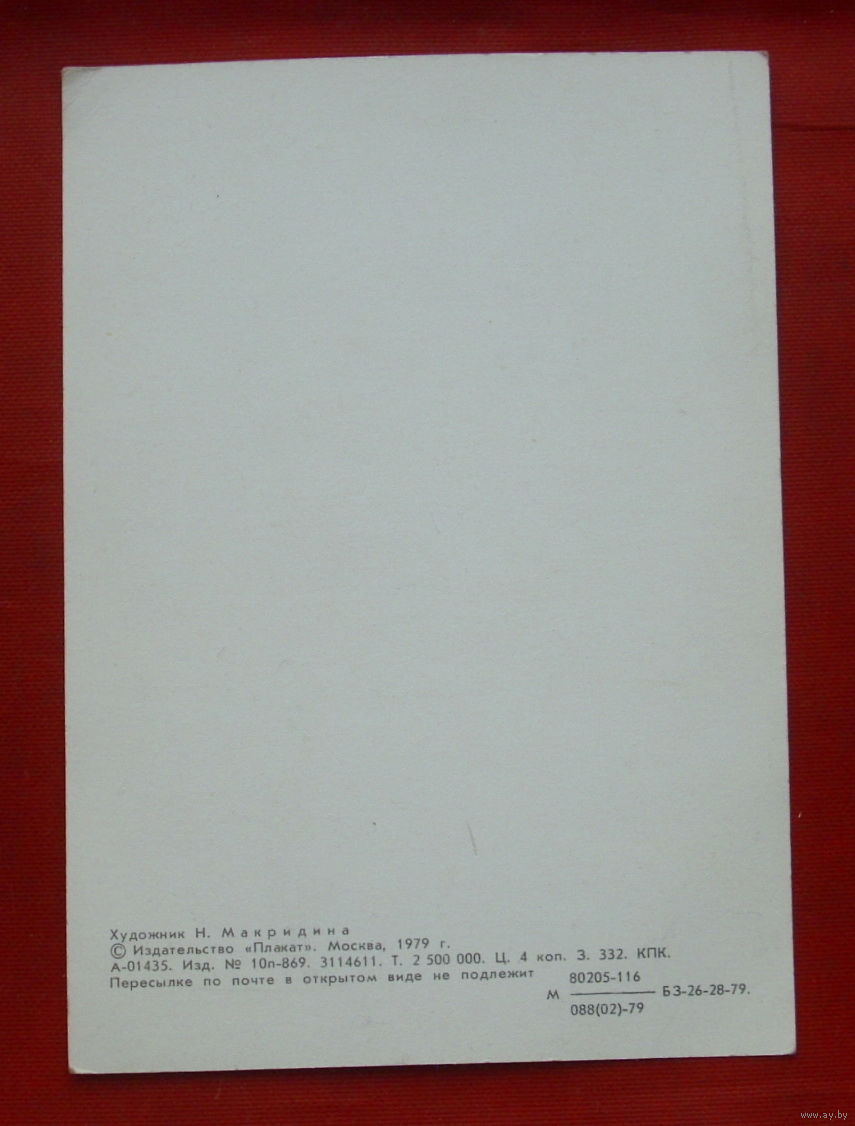 Художник Н. Макридина
© Издательство «Плакат». Москва, 1979 г.
А-01435. Изд. № 10п-869. 3114611. Т. 2 500 000. Ц. 4 коп. З. 332. КПК.
Пересылке по почте в открытом виде не подлежит
80205-116
М ——— БЗ-26-28-79.
088(02)-79
www.ay.by